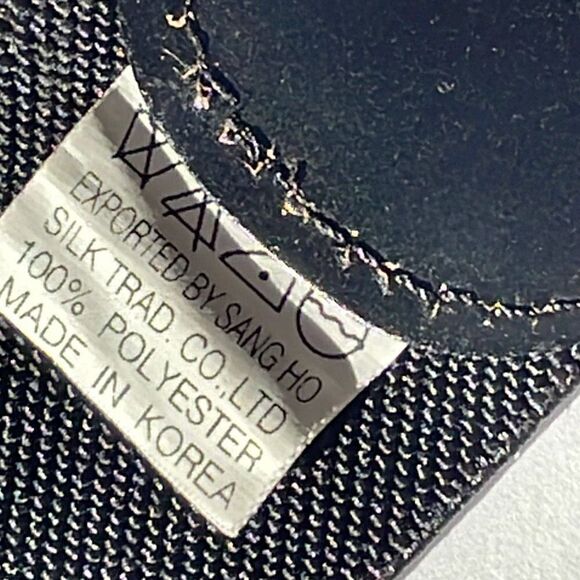 EXPORTED BY SANG HO
SILK TRAD. CO.,LTD
100% POLYESTER
MADE IN KOREA